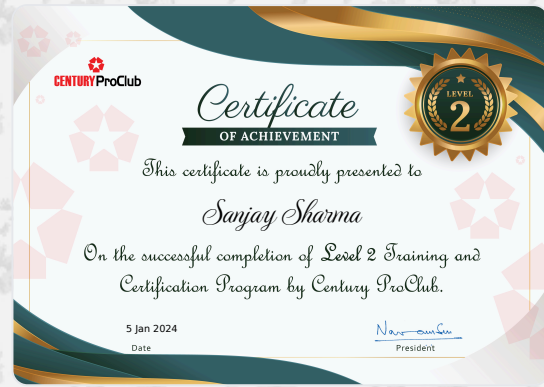 CENTURY ProClub
Certificate
OF ACHIEVEMENT
LEVEL
2
This certificate is proudly presented to
Sanjay Sharma
On the successful completion of Level 2 Training and
Certification Program by Century ProClub.
5 Jan 2024
Date
President